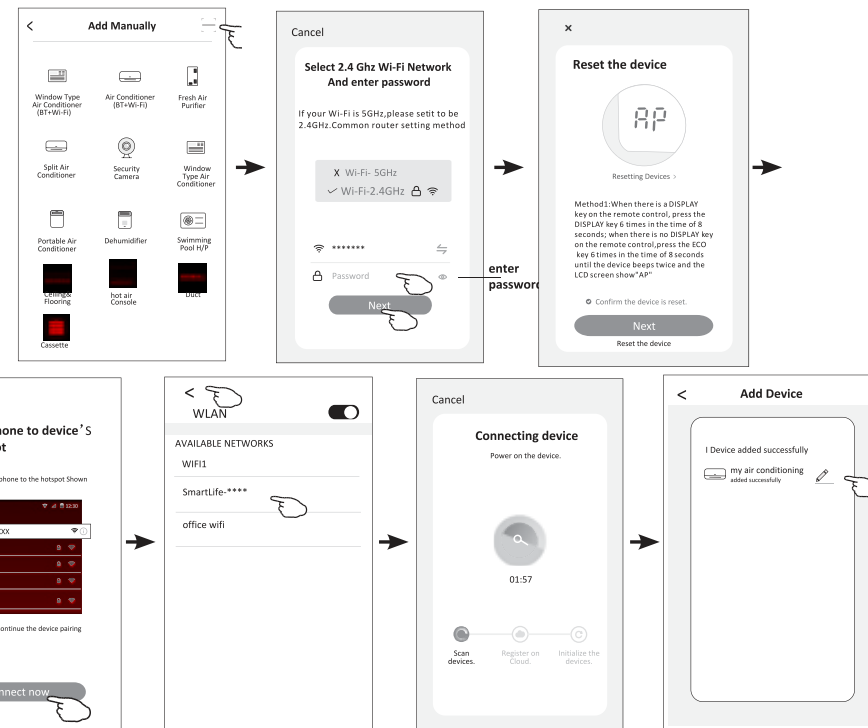 Add Manually
Window Type
Air Conditioner
(BT+Wi-Fi)
Air Conditioner
(BT+Wi-Fi)
Fresh Air
Purifier
Split Air
Conditioner
Security
Camera
Window
Type Air
Conditioner
Portable Air
Conditioner
Dehumidifier
Swimming
Pool H/P
Ceiling&
Flooring
hot air
Console
Duct
Cassette
Cancel
Select 2.4 Ghz Wi-Fi Network
And enter password
If your Wi-Fi is 5GHz,please setit to be
2.4GHz.Common router setting method
X Wi-Fi- 5GHz
Wi-Fi-2.4GHz
*******
Password
Next
enter
password
×
Reset the device
AP
Resetting Devices >
Method1:When there is a DISPLAY
key on the remote control, press the
DISPLAY key 6 times in the time of 8
seconds; when there is no DISPLAY key
on the remote control,press the ECO
key 6 times in the time of 8 seconds
until the device beeps twice and the
LCD screen show"AP"
Confirm the device is reset.
Next
Reset the device
one to device's
t
phone to the hotspot Shown
12:30
XX
ontinue the device pairing
nnect now
<
WLAN
AVAILABLE NETWORKS
WIFI1
SmartLife-****
office wifi
Cancel
Connecting device
Power on the device.
01:57
Scan
devices.
Register on
Cloud.
Initialize the
devices.
< Add Device
I Device added successfully
my air conditioning
added successfully